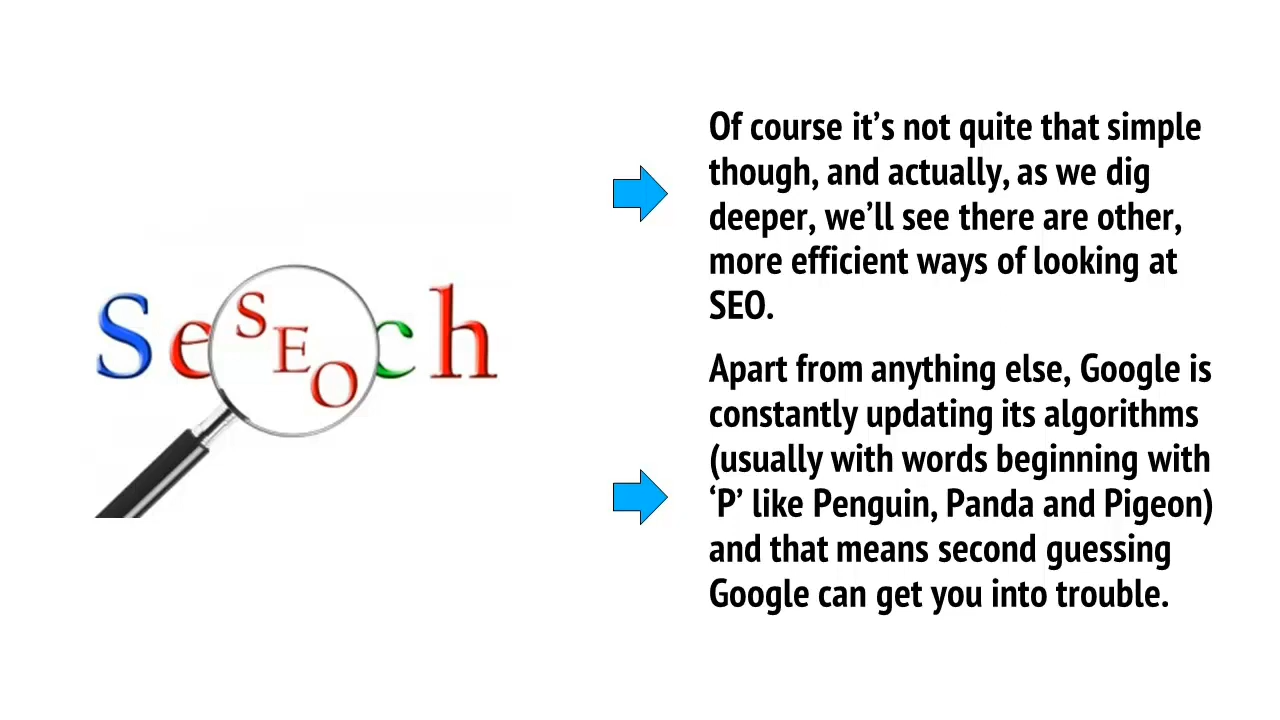 Se ch
S
E
O
Of course it’s not quite that simple
though, and actually, as we dig
deeper, we’ll see there are other,
more efficient ways of looking at
SEO.
Apart from anything else, Google is
constantly updating its algorithms
(usually with words beginning with
‘P’ like Penguin, Panda and Pigeon)
and that means second guessing
Google can get you into trouble.